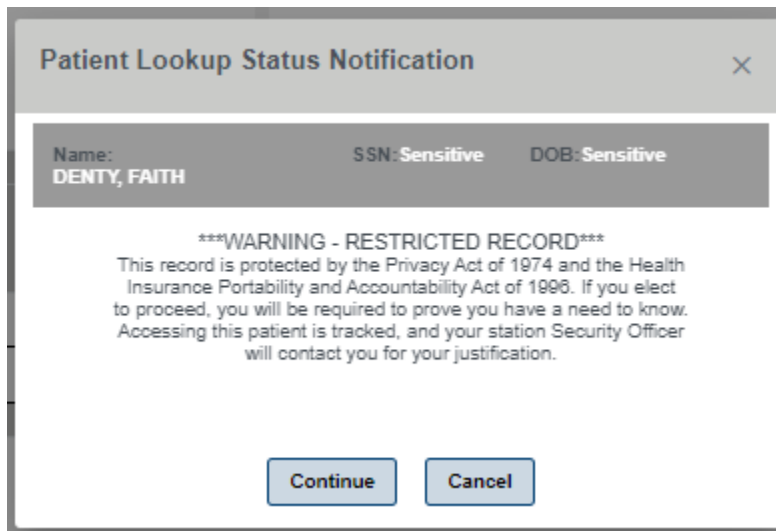 Patient Lookup Status Notification
×
Name: SSN:Sensitive DOB:Sensitive
DENTY, FAITH
***WARNING - RESTRICTED RECORD***
This record is protected by the Privacy Act of 1974 and the Health
Insurance Portability and Accountability Act of 1996. If you elect
to proceed, you will be required to prove you have a need to know.
Accessing this patient is tracked, and your station Security Officer
will contact you for your justification.
Continue Cancel